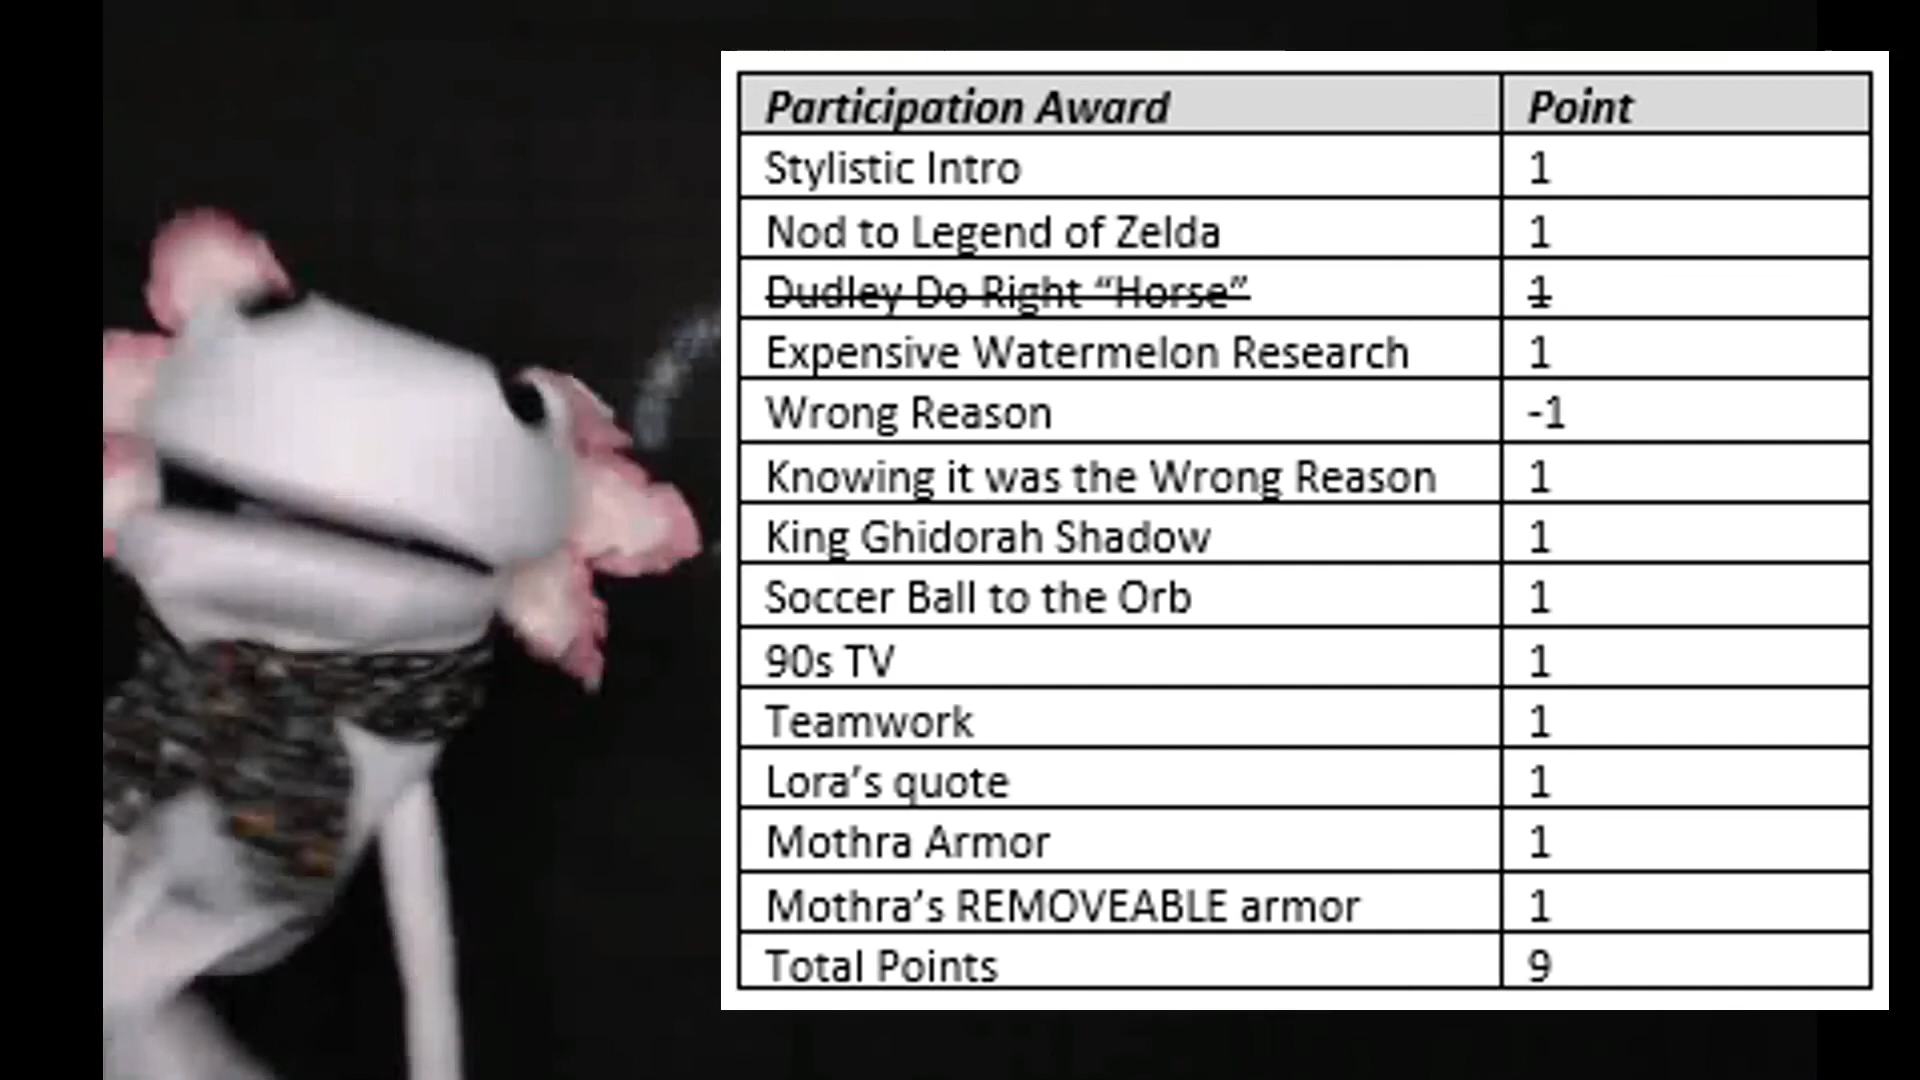 Participation Award Point
Stylistic Intro 1
Nod to Legend of Zelda 1
Dudley Do Right “Horse” 1
Expensive Watermelon Research 1
Wrong Reason -1
Knowing it was the Wrong Reason 1
King Ghidorah Shadow 1
Soccer Ball to the Orb 1
90s TV 1
Teamwork 1
Lora’s quote 1
Mothra Armor 1
Mothra’s REMOVEABLE armor 1
Total Points 9